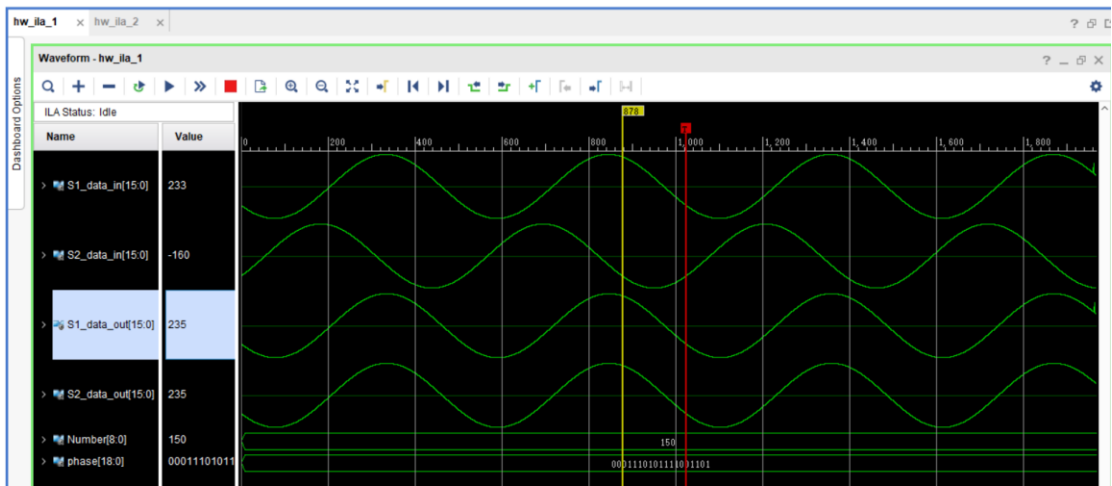 hw_ila_1 × hw_ila_2 ×
Dashboard Options
Waveform - hw_ila_1
ILA Status: Idle
878
Name Value
T
0 200 400 600 800 1,000 1,200 1,400 1,600 1,800
S1_data_in[15:0] 233
S2_data_in[15:0] -160
S1_data_out[15:0] 235
S2_data_out[15:0] 235
Number[8:0] 150 150
phase[18:0] 00011101011 0001110101111001101